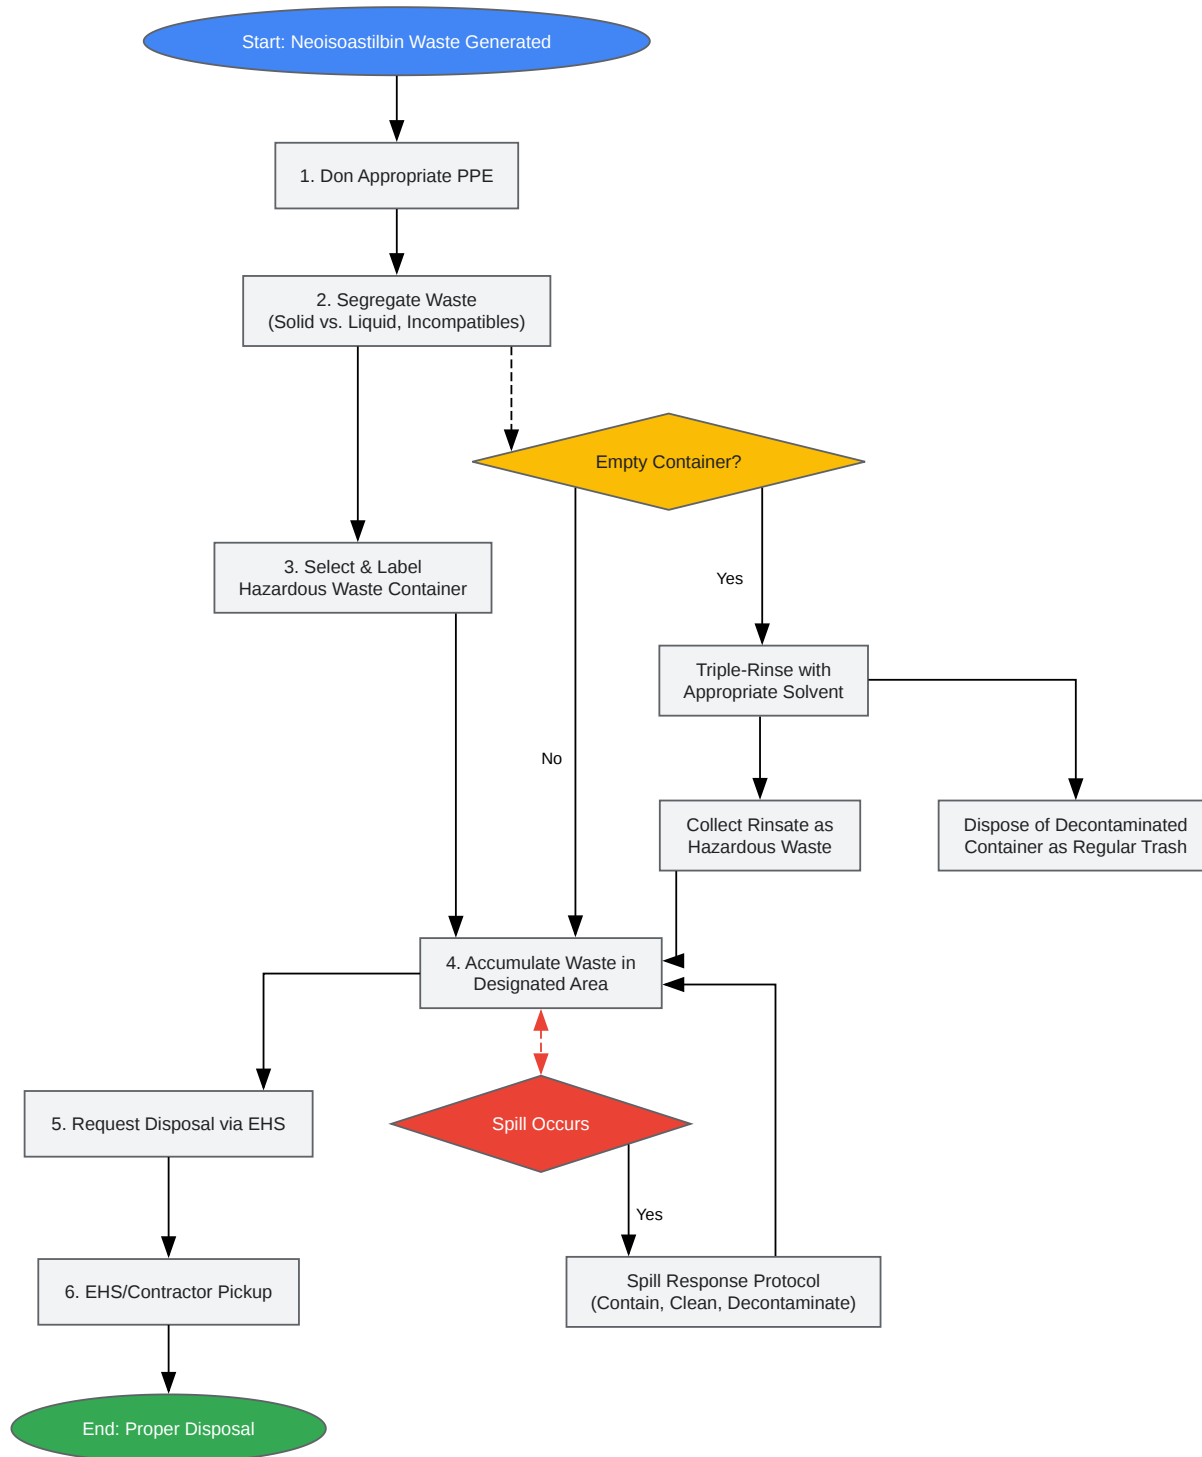 Start: Neoisoastilbin Waste Generated
1. Don Appropriate PPE
2. Segregate Waste
(Solid vs. Liquid, Incompatibles)
Empty Container?
3. Select & Label
Hazardous Waste Container
Yes
Triple-Rinse with
Appropriate Solvent
No
Collect Rinsate as
Hazardous Waste
Dispose of Decontaminated
Container as Regular Trash
4. Accumulate Waste in
Designated Area
5. Request Disposal via EHS
Spill Occurs
Yes
6. EHS/Contractor Pickup
Spill Response Protocol
(Contain, Clean, Decontaminate)
End: Proper Disposal